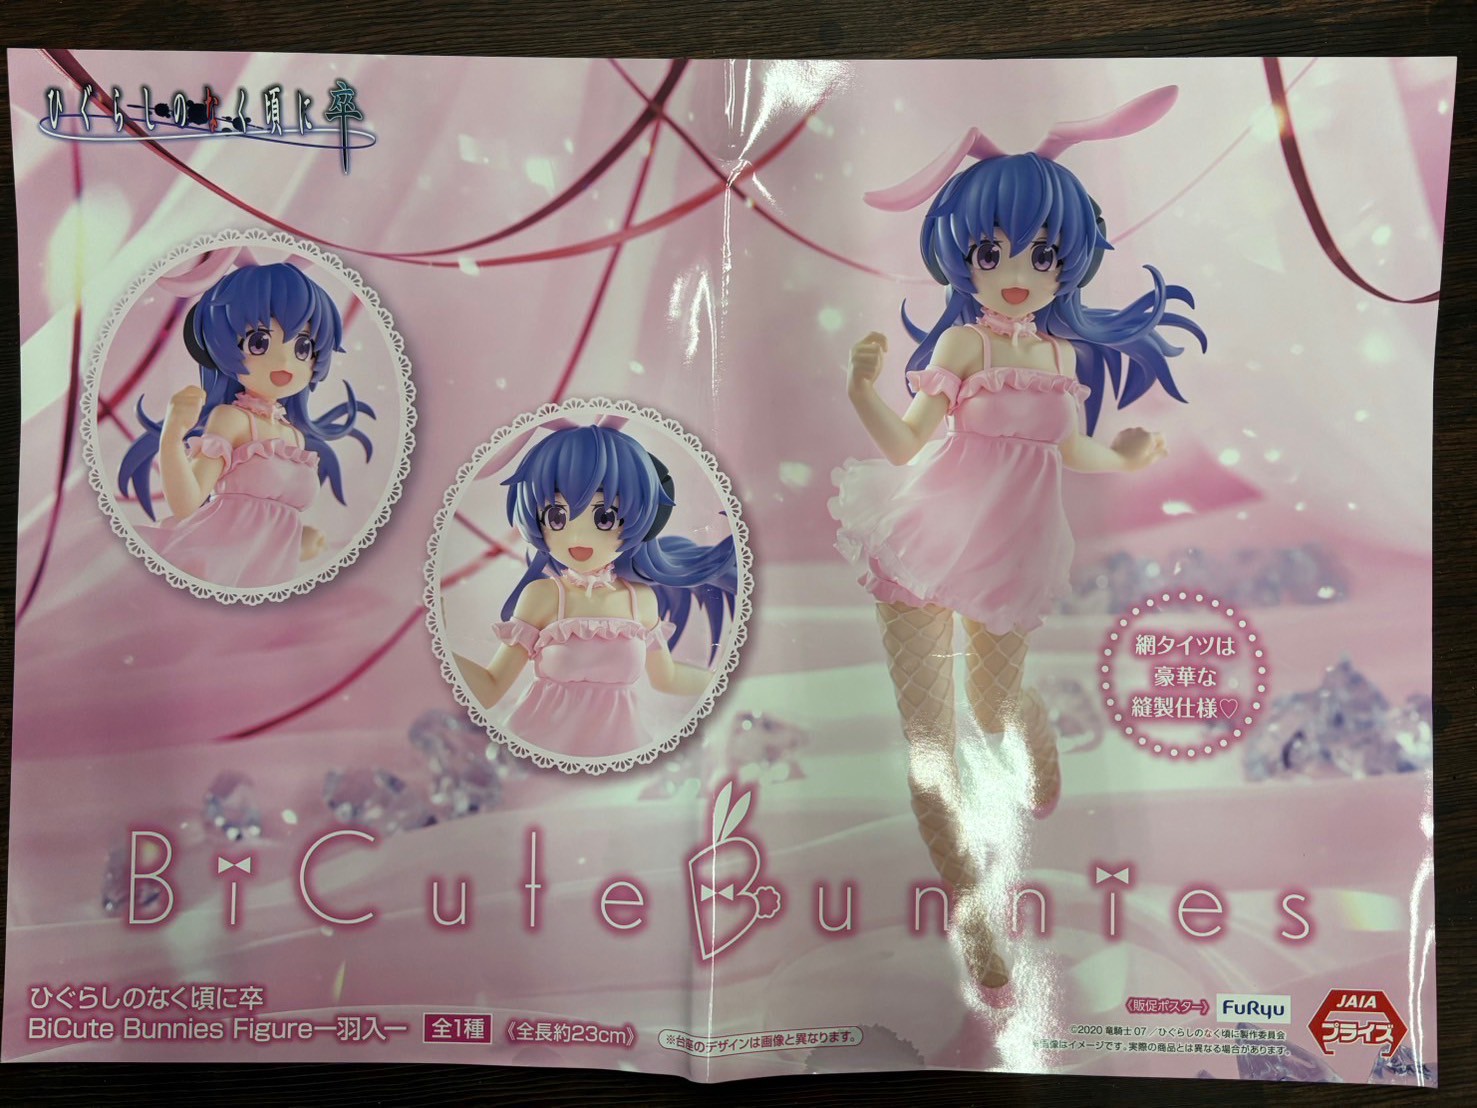 ひぐらしのなく頃に卒
網タイツは
豪華な
縫製仕様♡
BiCute Bunnies
ひぐらしのなく頃に卒
BiCute Bunnies Figure―羽入― 全1種 《全長約23cm》
※台座のデザインは画像と異なります。
《販促ポスター》 FuRyu
©2020 竜騎士07／ひぐらしのなく頃に製作委員会
画像はイメージです。実際の商品とは異なる場合があります。
JAIA
プライズ